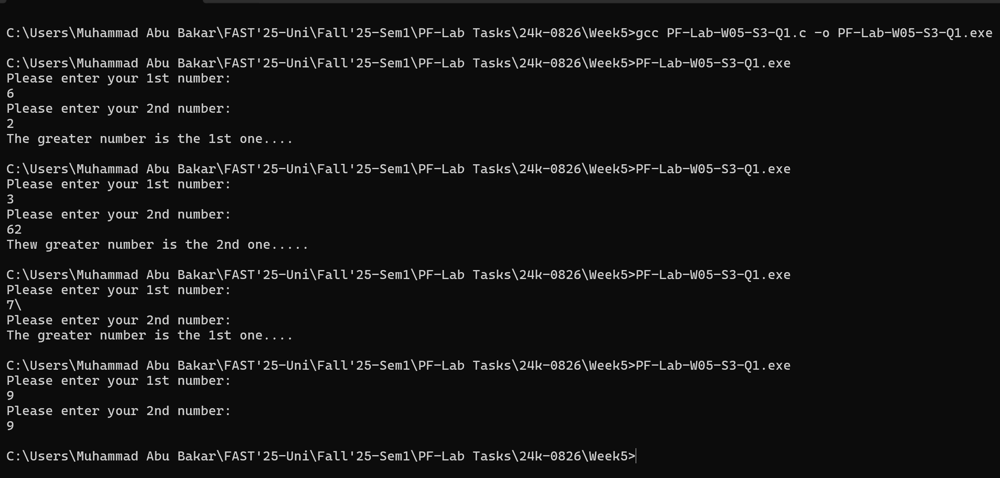 C:\Users\Muhammad Abu Bakar\FAST'25-Uni\Fall'25-Sem1\PF-Lab Tasks\24k-0826\Week5>gcc PF-Lab-W05-S3-Q1.c -o PF-Lab-W05-S3-Q1.exe
C:\Users\Muhammad Abu Bakar\FAST'25-Uni\Fall'25-Sem1\PF-Lab Tasks\24k-0826\Week5>PF-Lab-W05-S3-Q1.exe
Please enter your 1st number:
6
Please enter your 2nd number:
2
The greater number is the 1st one....
C:\Users\Muhammad Abu Bakar\FAST'25-Uni\Fall'25-Sem1\PF-Lab Tasks\24k-0826\Week5>PF-Lab-W05-S3-Q1.exe
Please enter your 1st number:
3
Please enter your 2nd number:
62
Thew greater number is the 2nd one.....
C:\Users\Muhammad Abu Bakar\FAST'25-Uni\Fall'25-Sem1\PF-Lab Tasks\24k-0826\Week5>PF-Lab-W05-S3-Q1.exe
Please enter your 1st number:
7\
Please enter your 2nd number:
The greater number is the 1st one....
C:\Users\Muhammad Abu Bakar\FAST'25-Uni\Fall'25-Sem1\PF-Lab Tasks\24k-0826\Week5>PF-Lab-W05-S3-Q1.exe
Please enter your 1st number:
9
Please enter your 2nd number:
9
C:\Users\Muhammad Abu Bakar\FAST'25-Uni\Fall'25-Sem1\PF-Lab Tasks\24k-0826\Week5>